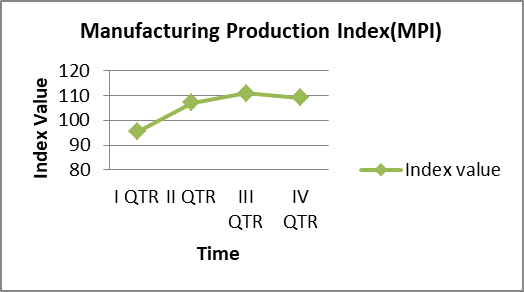 Manufacturing Production Index(MPI)
Index Value
120
110
100
90
80
I QTR II QTR III QTR IV QTR
Time
Index value